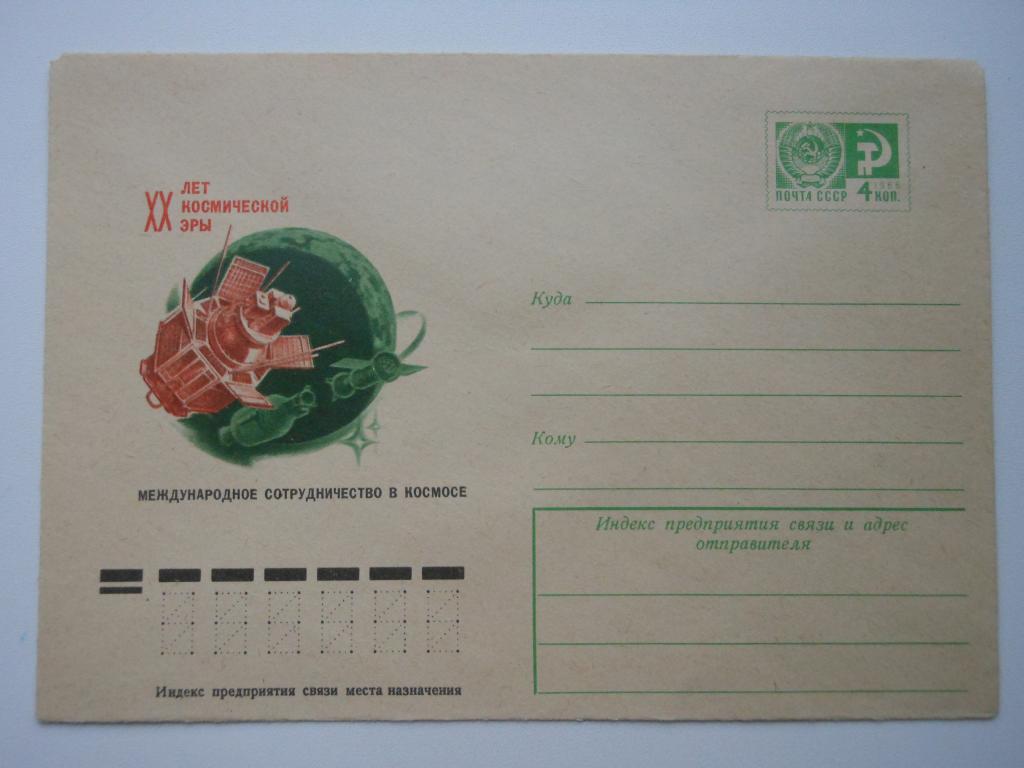 ПОЧТА СССР
1966
4 КОП.
XX ЛЕТ
КОСМИЧЕСКОЙ
ЭРЫ
Куда
Кому
МЕЖДУНАРОДНОЕ СОТРУДНИЧЕСТВО В КОСМОСЕ
Индекс предприятия связи и адрес
отправителя
Индекс предприятия связи места назначения